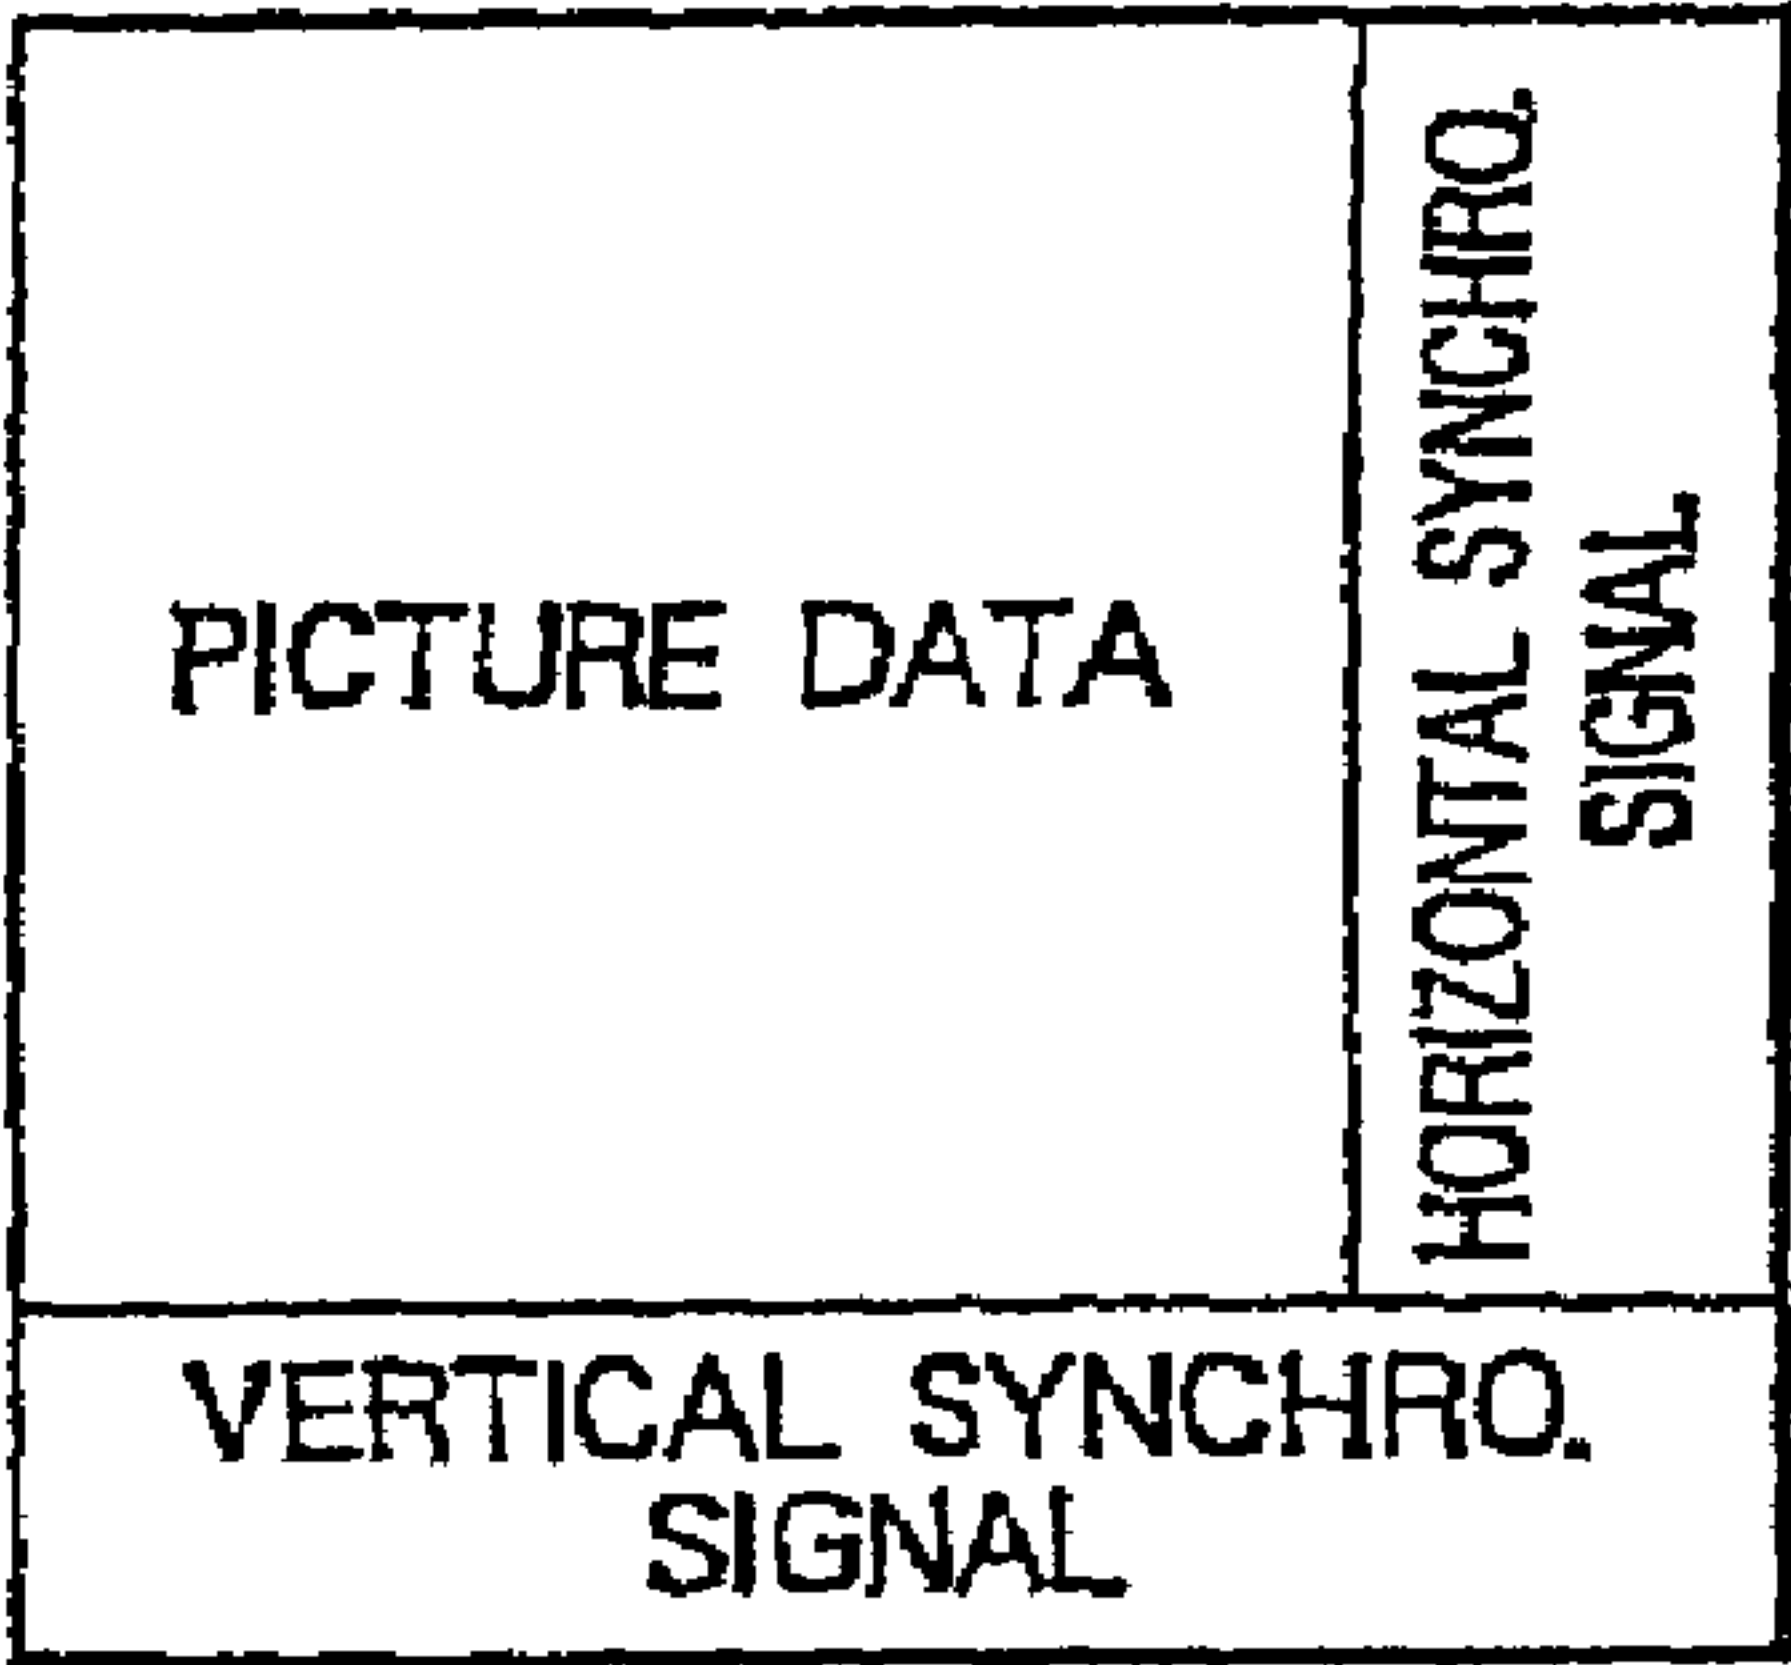 PICTURE DATA
HORIZONTAL SYNCHRO.
SIGNAL
VERTICAL SYNCHRO.
SIGNAL